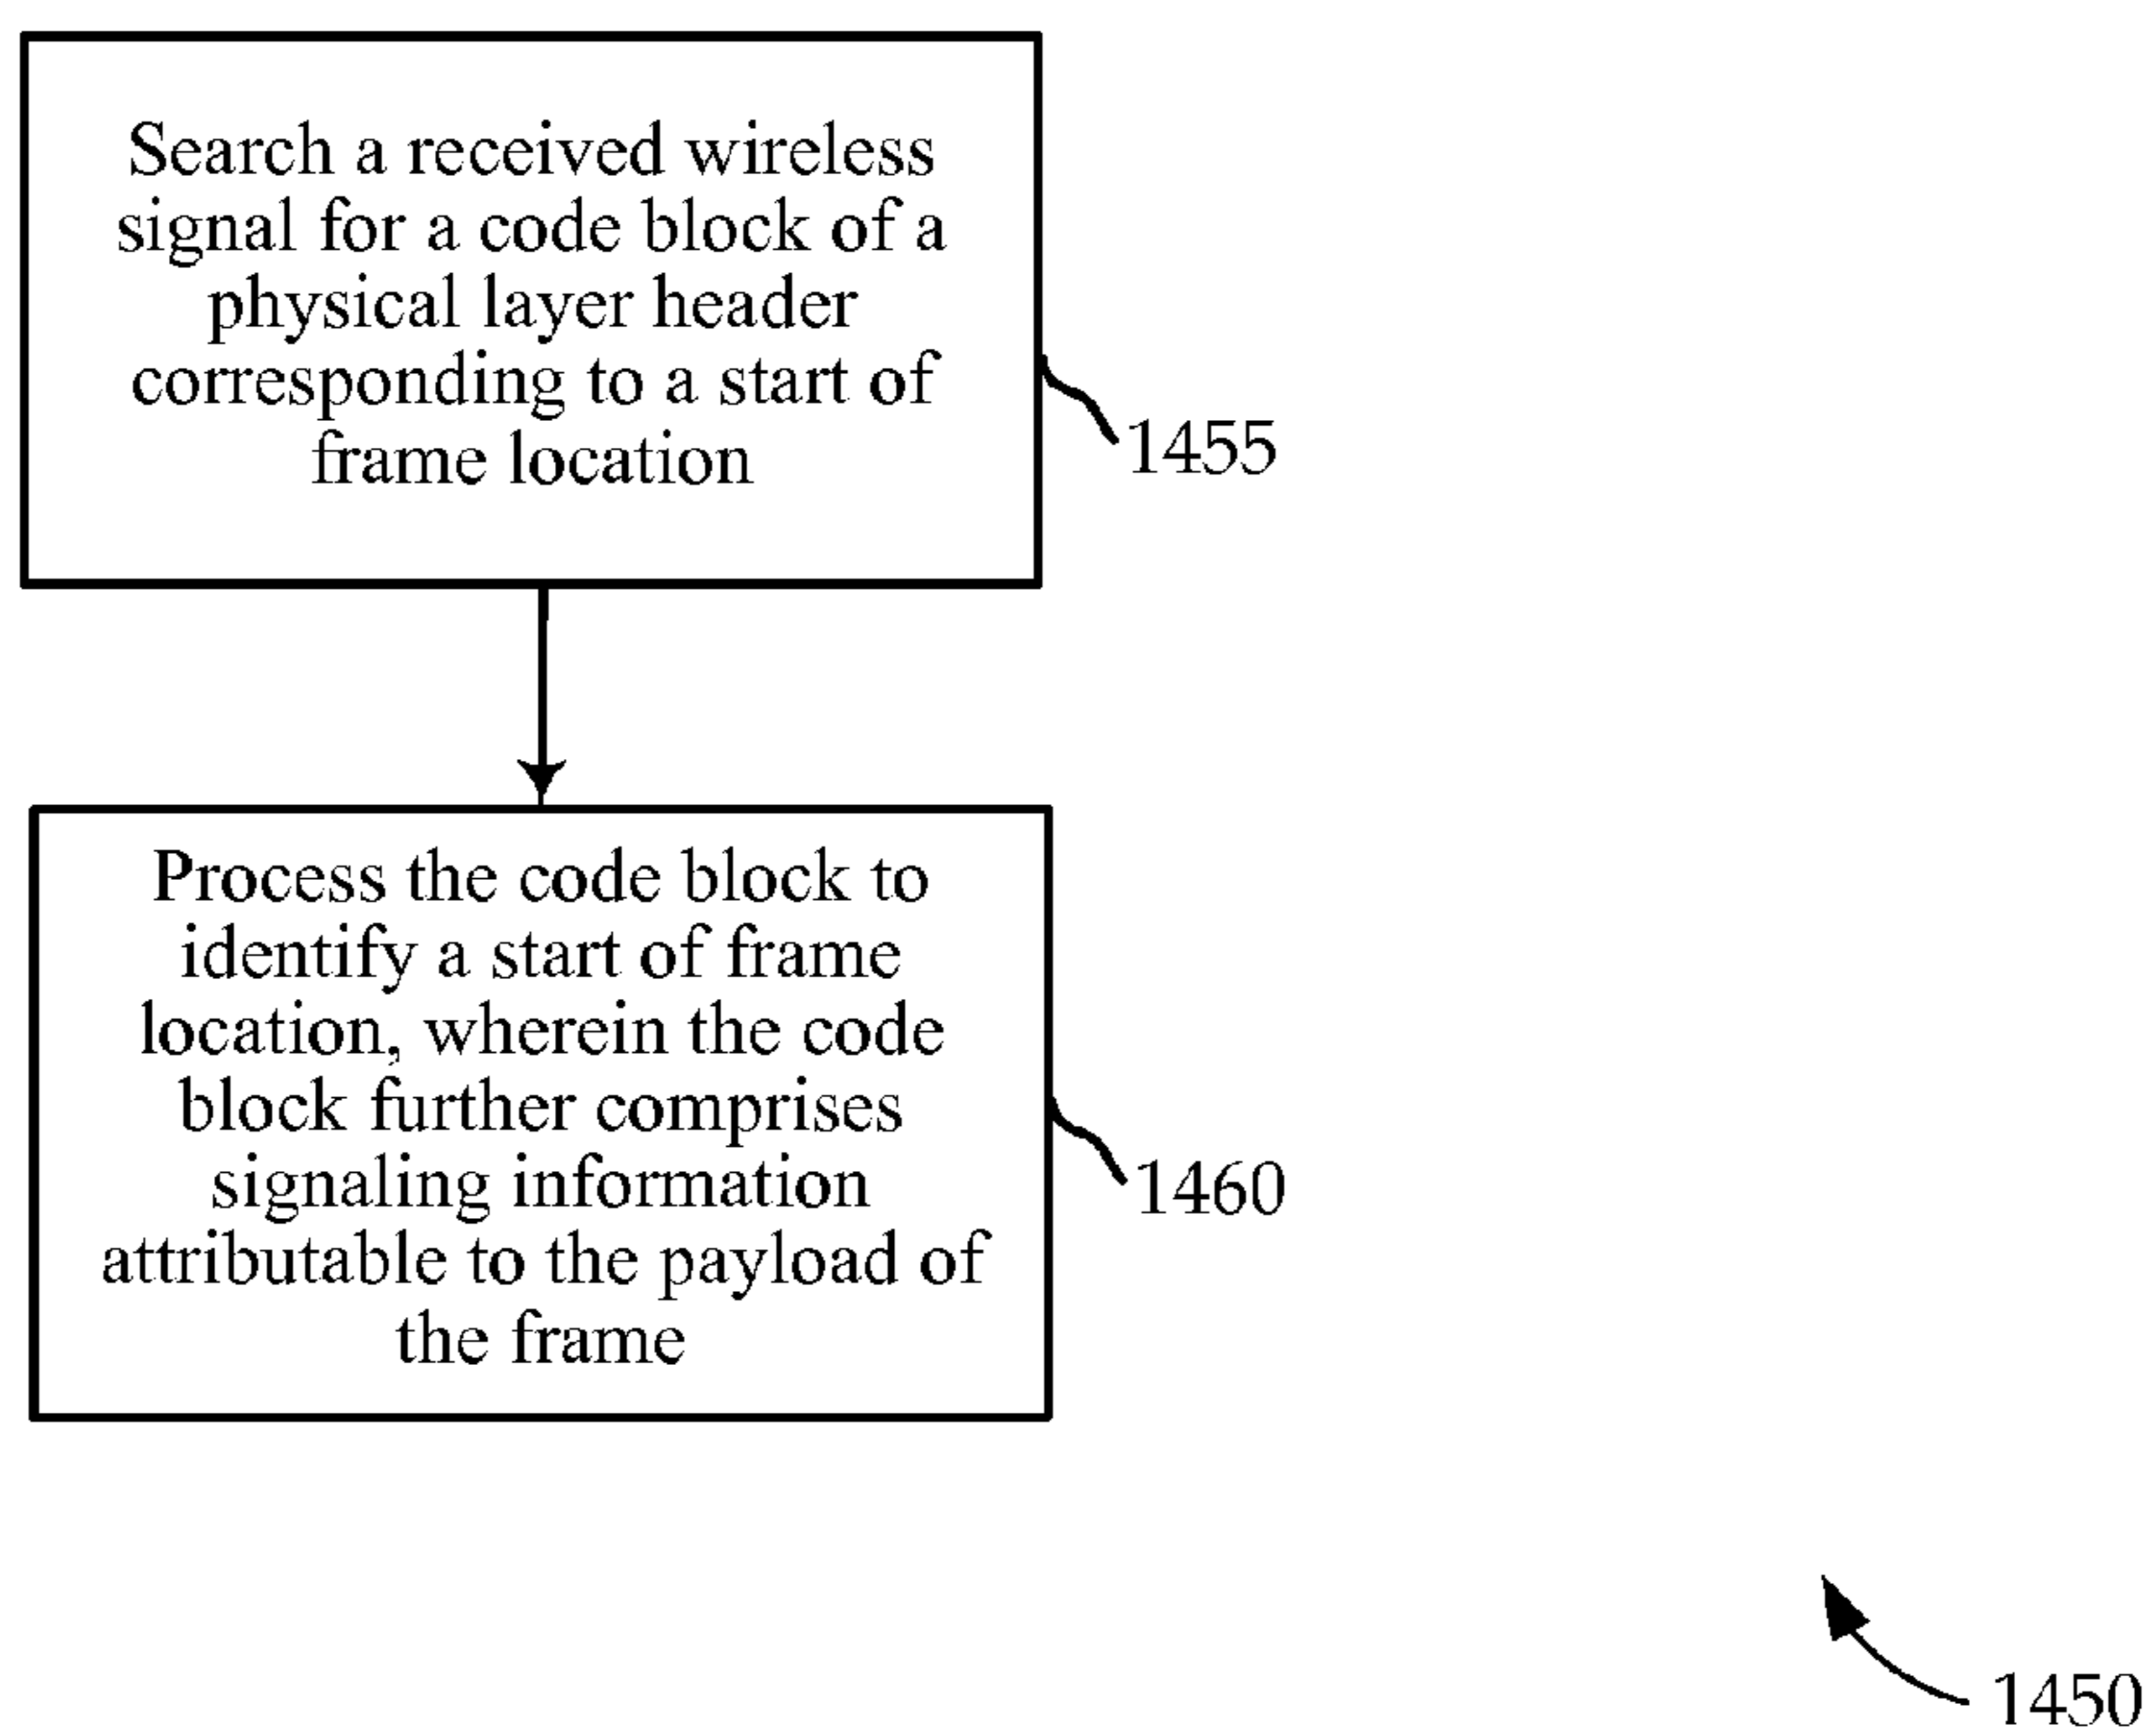 Search a received wireless
signal for a code block of a
physical layer header
corresponding to a start of
frame location
1455
Process the code block to
identify a start of frame
location, wherein the code
block further comprises
signaling information
attributable to the payload of
the frame
1460
1450